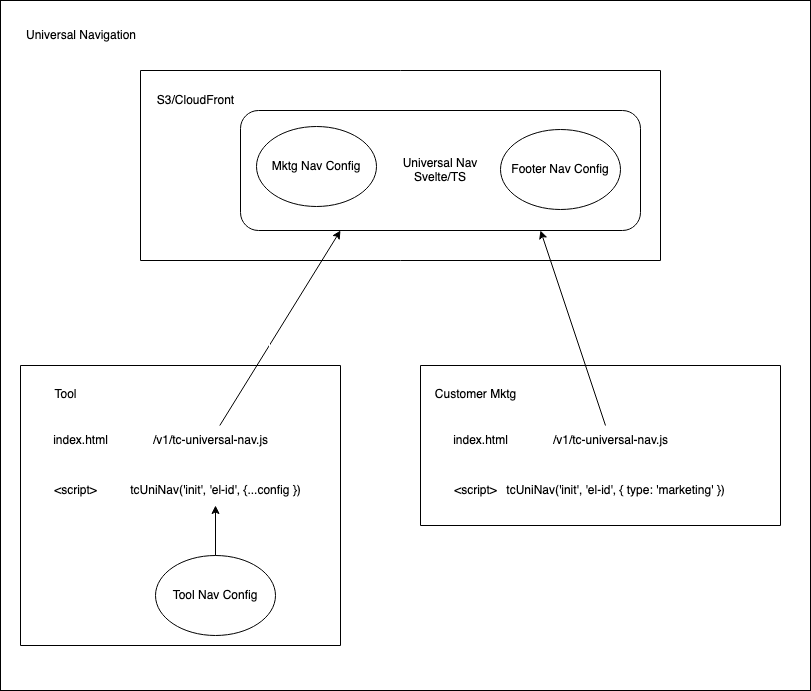 Universal Navigation
S3/CloudFront
Mktg Nav Config
Universal Nav
Svelte/TS
Footer Nav Config
Tool
index.html /v1/tc-universal-nav.js
<script> tcUniNav('init', 'el-id', {...config })
Tool Nav Config
Customer Mktg
index.html /v1/tc-universal-nav.js
<script> tcUniNav('init', 'el-id', { type: 'marketing' })